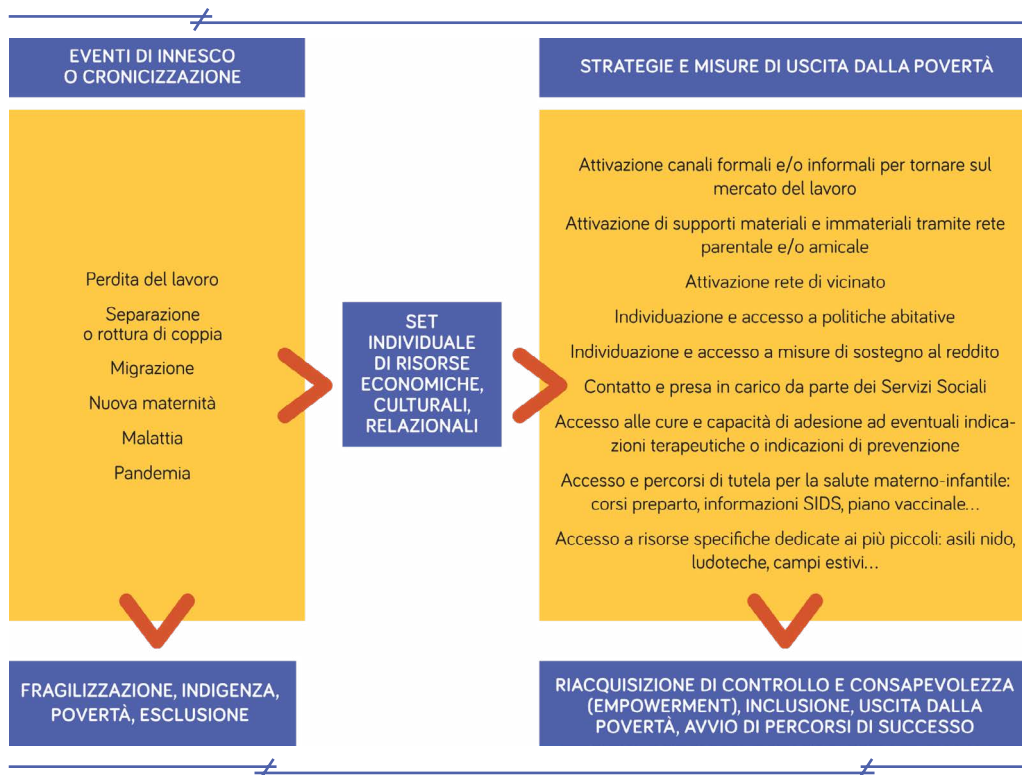 EVENTI DI INNESCO
O CRONICIZZAZIONE
Perdita del lavoro
Separazione
o rottura di coppia
Migrazione
Nuova maternità
Malattia
Pandemia
FRAGILIZZAZIONE, INDIGENZA,
POVERTÀ, ESCLUSIONE
SET
INDIVIDUALE
DI RISORSE
ECONOMICHE,
CULTURALI,
RELAZIONALI
STRATEGIE E MISURE DI USCITA DALLA POVERTÀ
Attivazione canali formali e/o informali per tornare sul
mercato del lavoro
Attivazione di supporti materiali e immateriali tramite rete
parentale e/o amicale
Attivazione rete di vicinato
Individuazione e accesso a politiche abitative
Individuazione e accesso a misure di sostegno al reddito
Contatto e presa in carico da parte dei Servizi Sociali
Accesso alle cure e capacità di adesione ad eventuali indica-
zioni terapeutiche o indicazioni di prevenzione
Accesso e percorsi di tutela per la salute materno-infantile:
corsi preparto, informazioni SIDS, piano vaccinale...
Accesso a risorse specifiche dedicate ai più piccoli: asili nido,
ludoteche, campi estivi...
RIACQUISIZIONE DI CONTROLLO E CONSAPEVOLEZZA
(EMPOWERMENT), INCLUSIONE, USCITA DALLA
POVERTÀ, AVVIO DI PERCORSI DI SUCCESSO